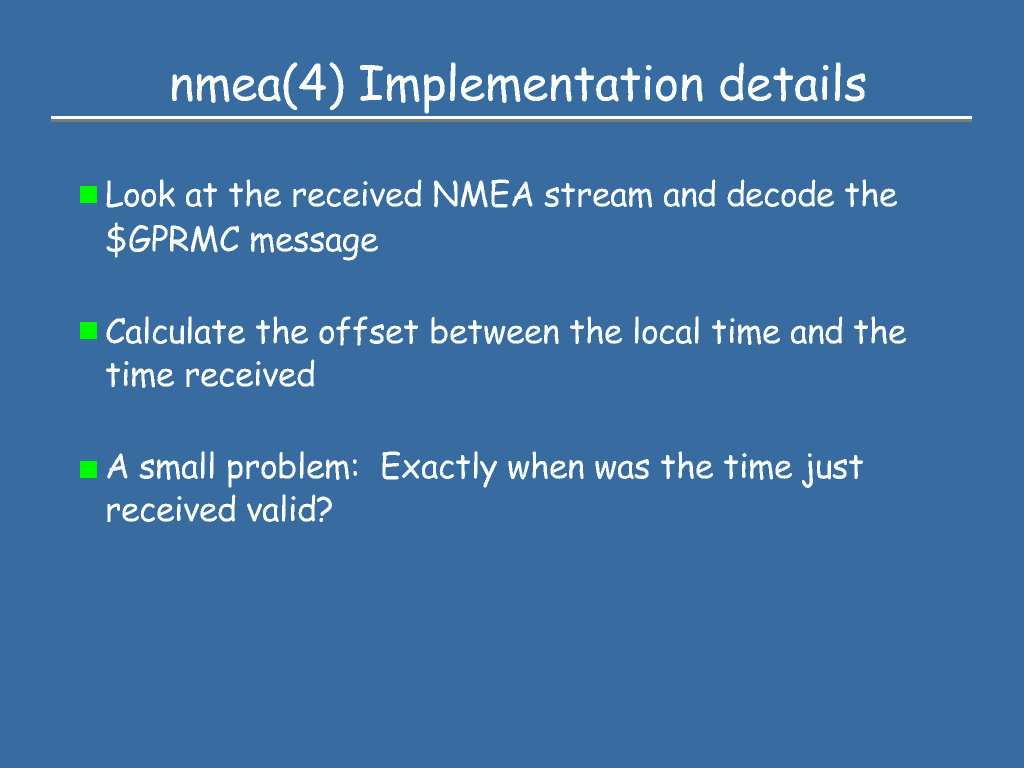 nmea(4) Implementation details
Look at the received NMEA stream and decode the
$GPRMC message
Calculate the offset between the local time and the
time received
A small problem:  Exactly when was the time just
received valid?